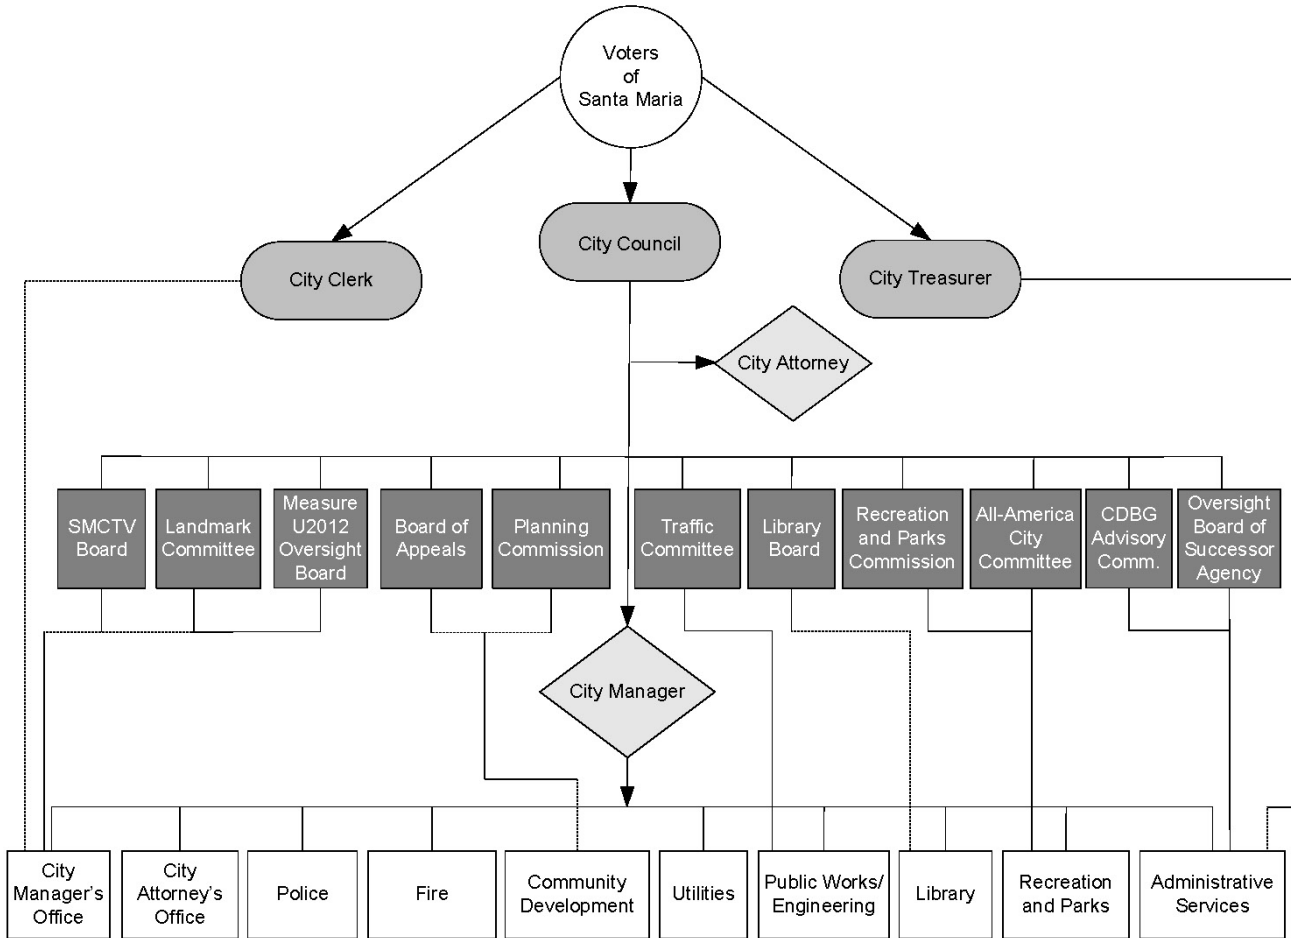 Voters
of
Santa Maria
City Clerk
City Council
City Treasurer
City Attorney
SMCTV
Board
Landmark
Committee
Measure
U2012
Oversight
Board
Board of
Appeals
Planning
Commission
Traffic
Committee
Library
Board
Recreation
and Parks
Commission
All-America
City
Committee
CDBG
Advisory
Comm.
Oversight
Board of
Successor
Agency
City Manager
City
Manager's
Office
City
Attorney's
Office
Police
Fire
Community
Development
Utilities
Public Works/
Engineering
Library
Recreation
and Parks
Administrative
Services